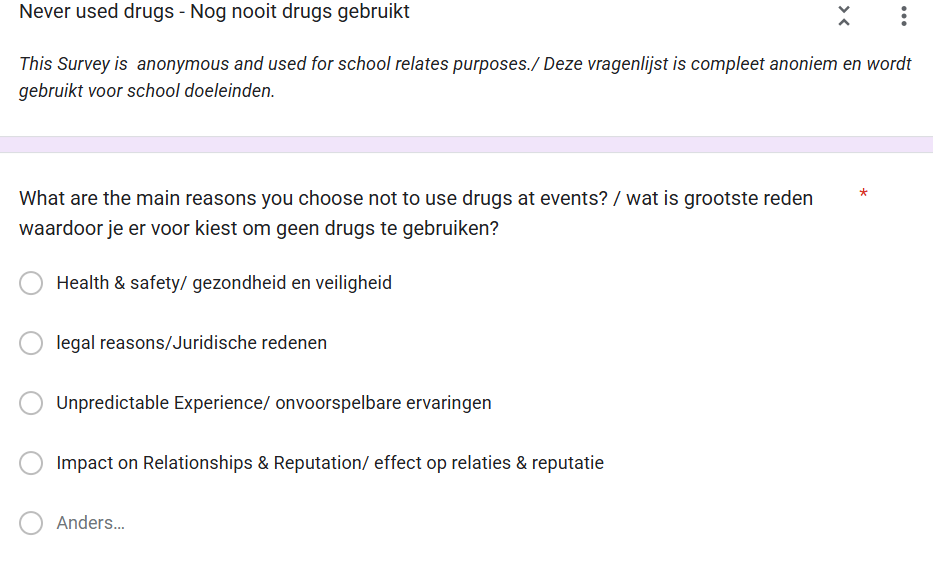 Never used drugs - Nog nooit drugs gebruikt
This Survey is  anonymous and used for school relates purposes./ Deze vragenlijst is compleet anoniem en wordt
gebruikt voor school doeleinden.
What are the main reasons you choose not to use drugs at events? / wat is grootste reden *
waardoor je er voor kiest om geen drugs te gebruiken?
Health & safety/ gezondheid en veiligheid
legal reasons/Juridische redenen
Unpredictable Experience/ onvoorspelbare ervaringen
Impact on Relationships & Reputation/ effect op relaties & reputatie
Anders...